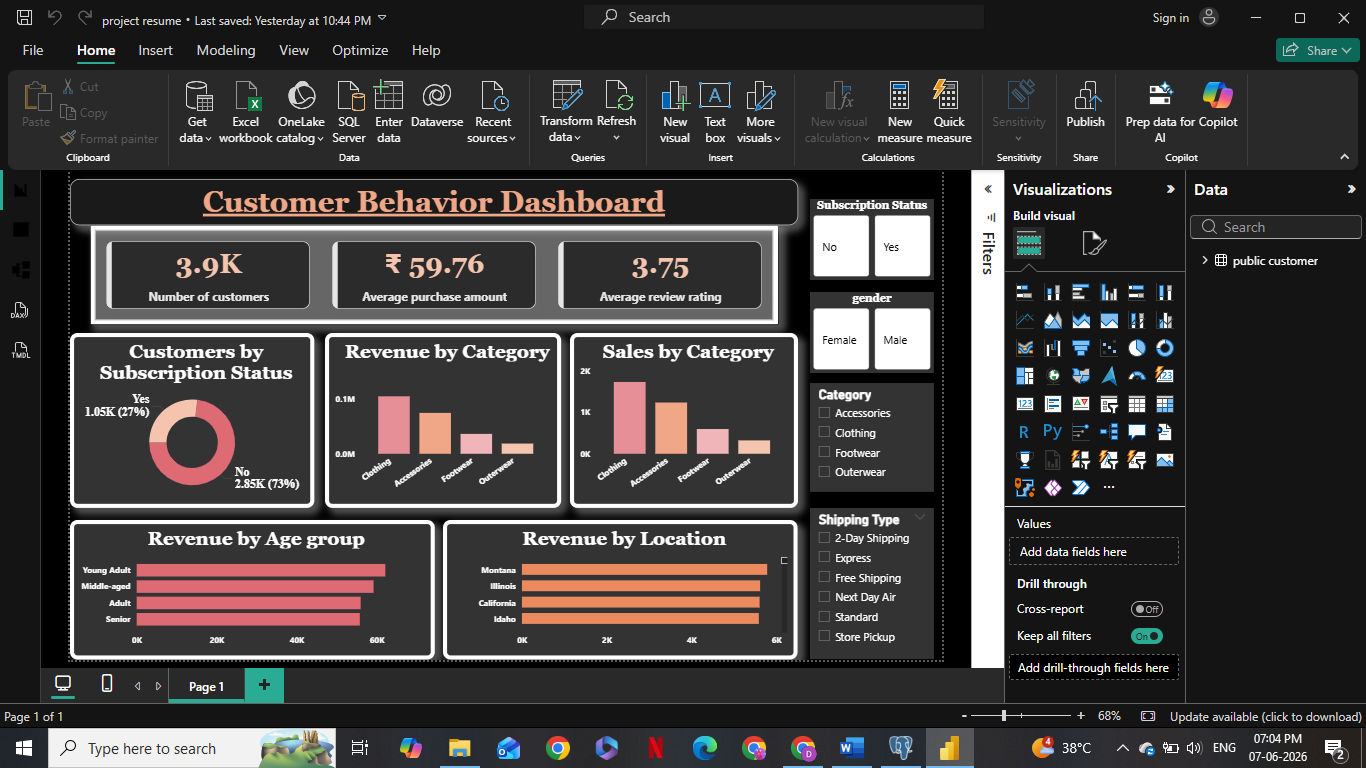 project resume • Last saved: Yesterday at 10:44 PM
Search
Sign in
File Home Insert Modeling View Optimize Help
Share
Paste
Cut
Copy
Format painter
Clipboard
Get data
Excel workbook
OneLake catalog
SQL Server
Enter data
Dataverse
Recent sources
Data
Transform data
Refresh
Queries
New visual
Text box
More visuals
Insert
New visual calculation
New measure
Quick measure
Calculations
Sensitivity
Sensitivity
Publish
Share
Prep data for AI
Copilot
Copilot
Customer Behavior Dashboard
3.9K
Number of customers
₹ 59.76
Average purchase amount
3.75
Average review rating
Customers by
Subscription Status
Yes
1.05K (27%)
No
2.85K (73%)
Revenue by Category
0.1M
0.0M
Clothing
Accessories
Footwear
Outerwear
Sales by Category
2K
1K
0K
Clothing
Accessories
Footwear
Outerwear
Revenue by Age group
Young Adult
Middle-aged
Adult
Senior
0K 20K 40K 60K
Revenue by Location
Montana
Illinois
California
Idaho
0K 2K 4K 6K
Subscription Status
No
Yes
gender
Female
Male
Category
Accessories
Clothing
Footwear
Outerwear
Shipping Type
2-Day Shipping
Express
Free Shipping
Next Day Air
Standard
Store Pickup
Filters
Visualizations
Build visual
123
R Py
Values
Add data fields here
Drill through
Cross-report
Off
Keep all filters
On
Add drill-through fields here
Data
Search
public customer
DAX
TMDL
Page 1
Page 1 of 1
68%
Update available (click to download)
Type here to search
4
38°C
ENG
07:04 PM
07-06-2026
2